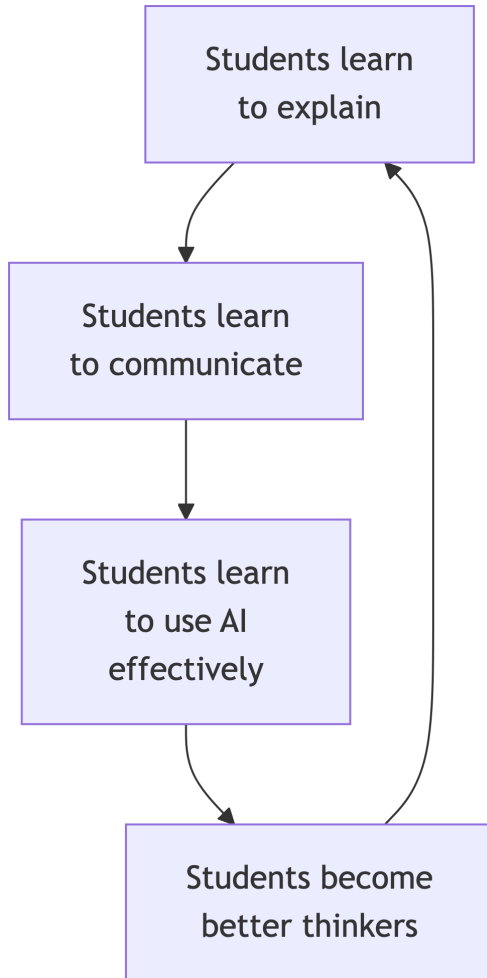 Students learn
to explain
Students learn
to communicate
Students learn
to use AI
effectively
Students become
better thinkers